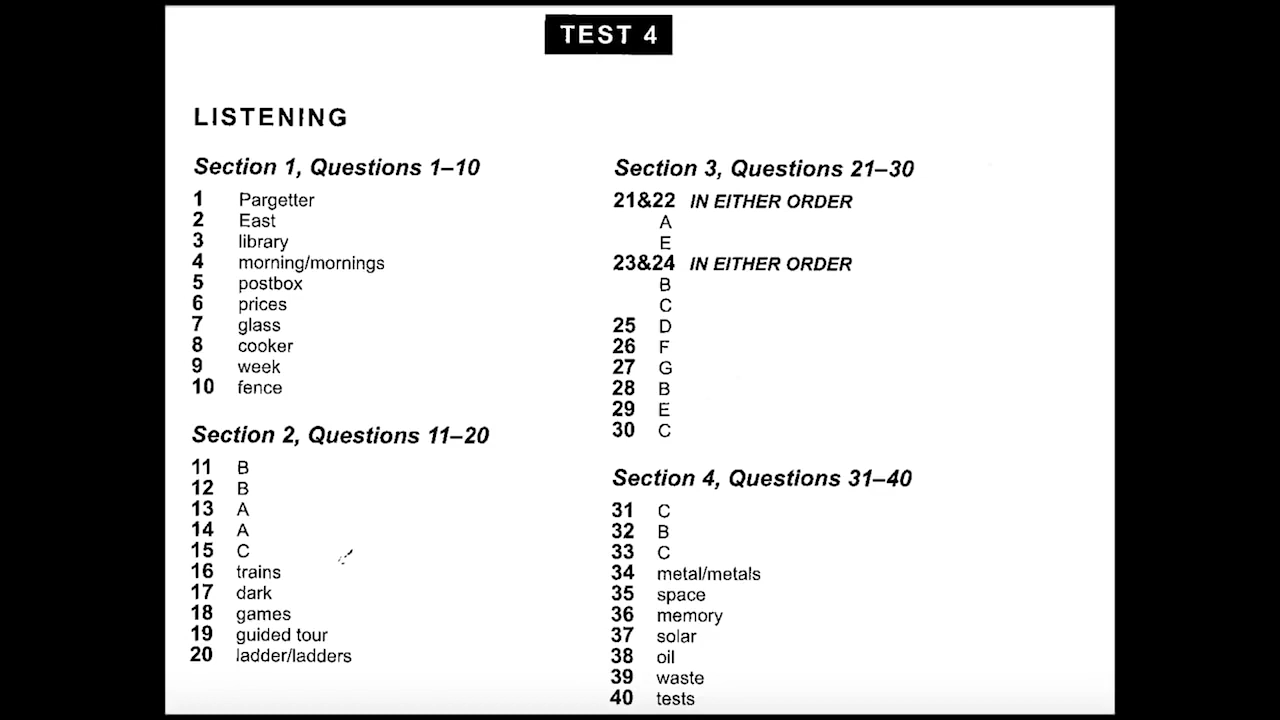 TEST 4
LISTENING
Section 1, Questions 1–10
1 Pargetter
2 East
3 library
4 morning/mornings
5 postbox
6 prices
7 glass
8 cooker
9 week
10 fence
Section 2, Questions 11–20
11 B
12 B
13 A
14 A
15 C
16 trains
17 dark
18 games
19 guided tour
20 ladder/ladders
Section 3, Questions 21–30
21&22 IN EITHER ORDER
A
E
23&24 IN EITHER ORDER
B
C
25 D
26 F
27 G
28 B
29 E
30 C
Section 4, Questions 31–40
31 C
32 B
33 C
34 metal/metals
35 space
36 memory
37 solar
38 oil
39 waste
40 tests